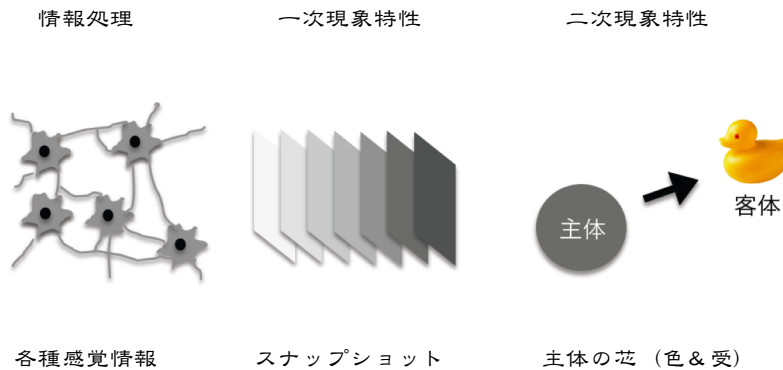 情報処理
一次現象特性
二次現象特性
主体
客体
各種感覚情報
スナップショット
主体の芯（色＆受）